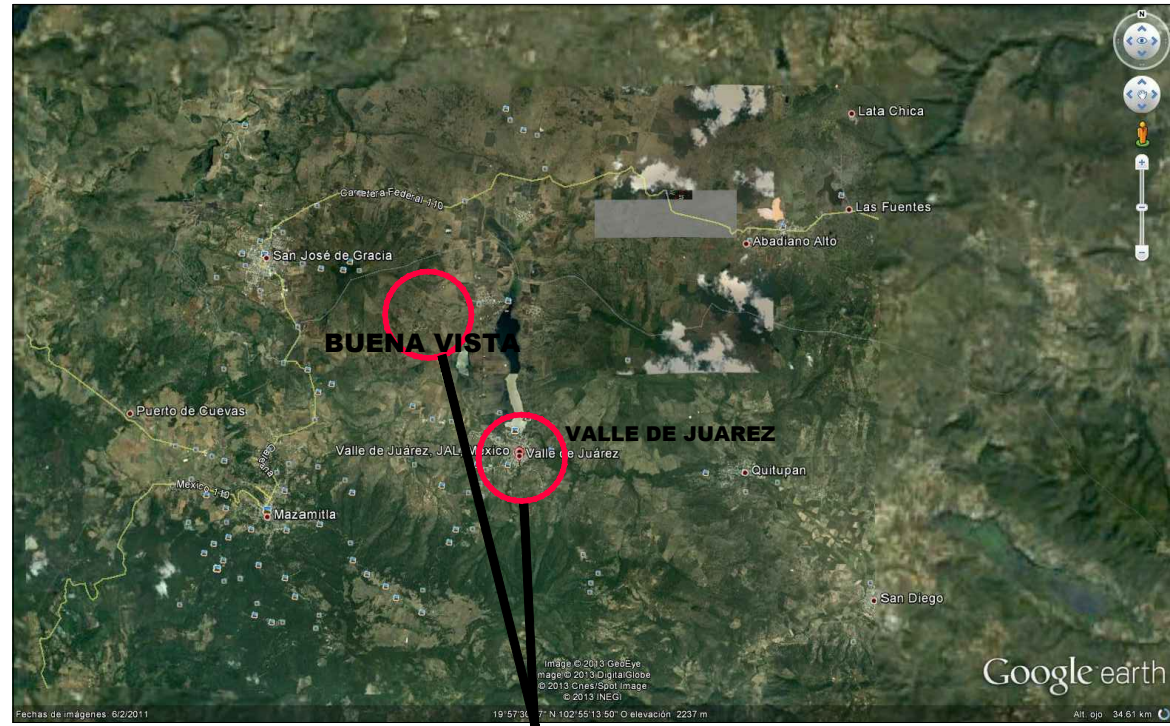 N
Lata Chica
Carretera Federal 110
Las Fuentes
Abadiano Alto
San José de Gracia
BUENA VISTA
Puerto de Cuevas
VALLE DE JUAREZ
Valle de Juárez, JAL, México
Valle de Juárez
Quitupan
Mexico 110
Mazamitla
San Diego
Image © 2013 GeoEye
Image © 2013 DigitalGlobe
© 2013 Cnes/Spot Image
© 2013 INEGI
Google earth
Fechas de imágenes: 6/2/2011
N 102°55'13.50" O elevación 2237 m
Alt. ojo 34.61 km